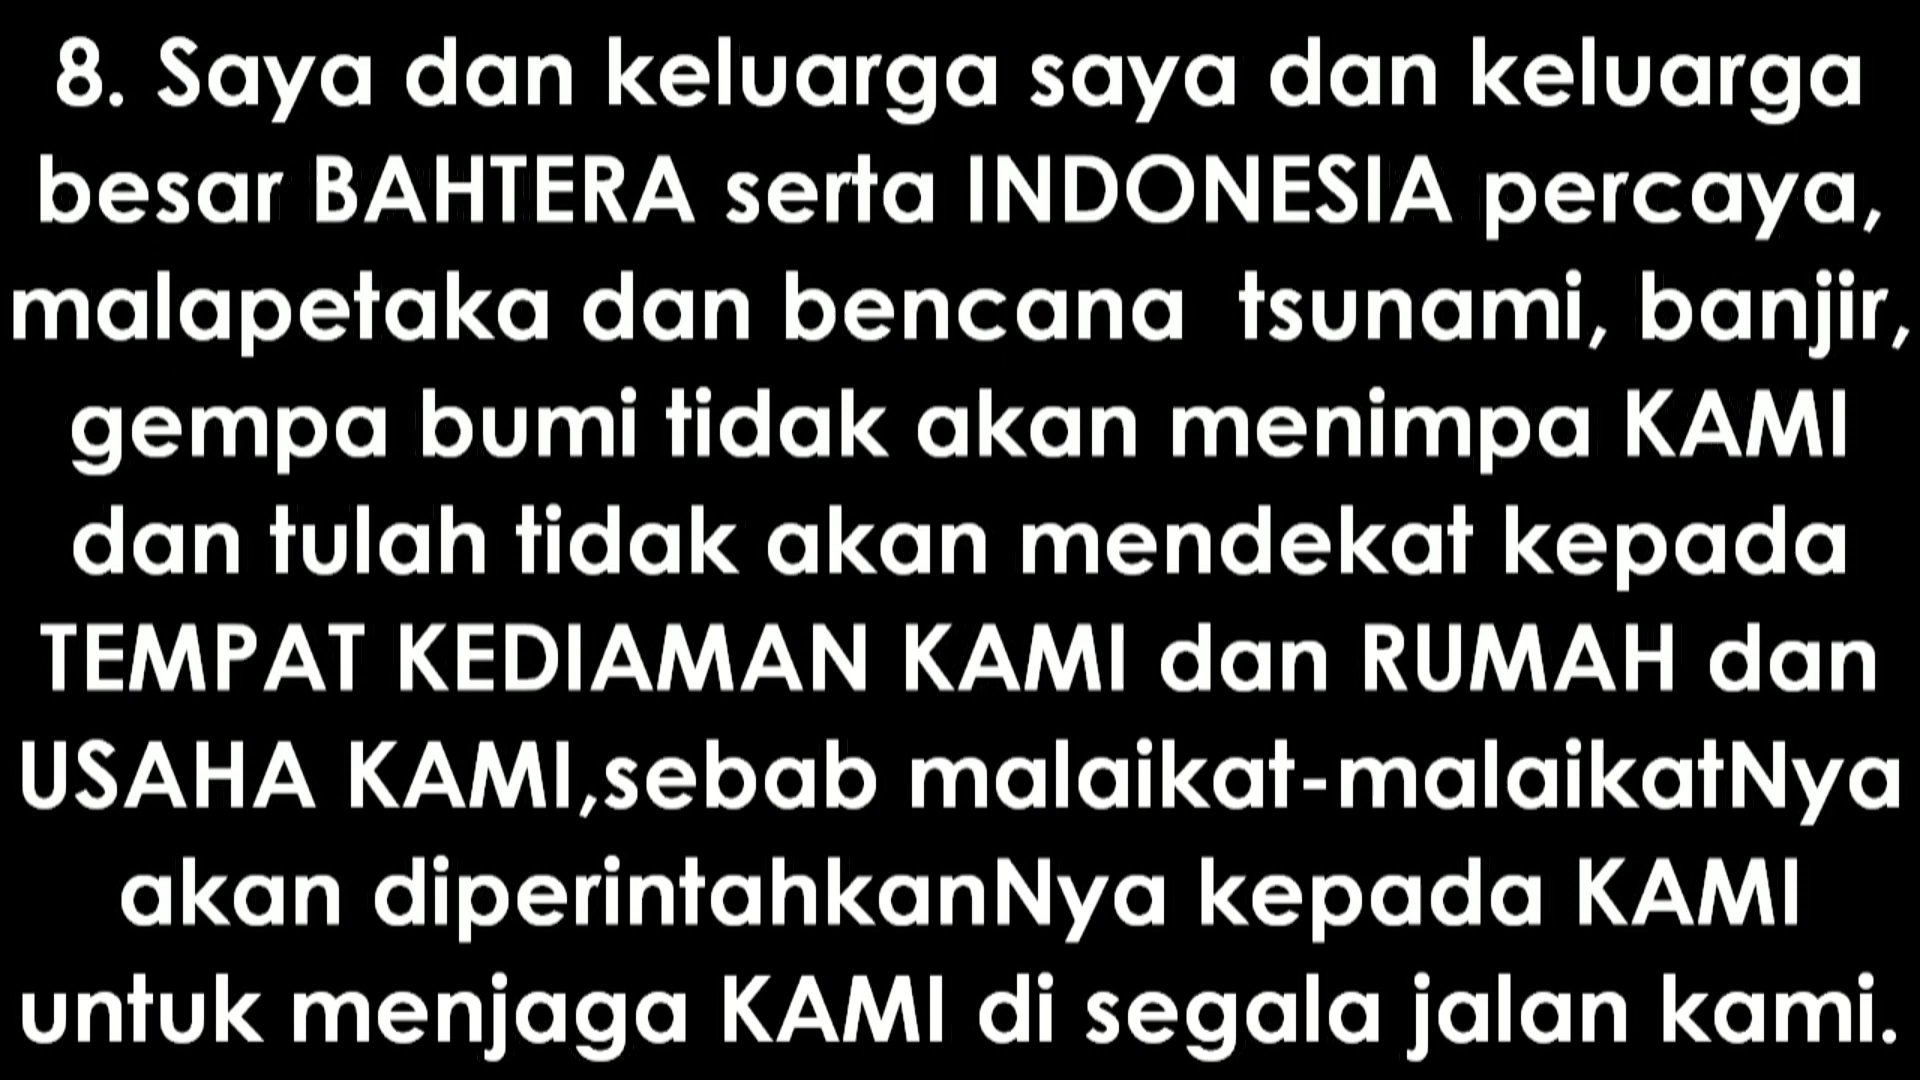 8. Saya dan keluarga saya dan keluarga
besar BAHTERA serta INDONESIA percaya,
malapetaka dan bencana  tsunami, banjir,
gempa bumi tidak akan menimpa KAMI
dan tulah tidak akan mendekat kepada
TEMPAT KEDIAMAN KAMI dan RUMAH dan
USAHA KAMI,sebab malaikat-malaikatNya
akan diperintahkanNya kepada KAMI
untuk menjaga KAMI di segala jalan kami.